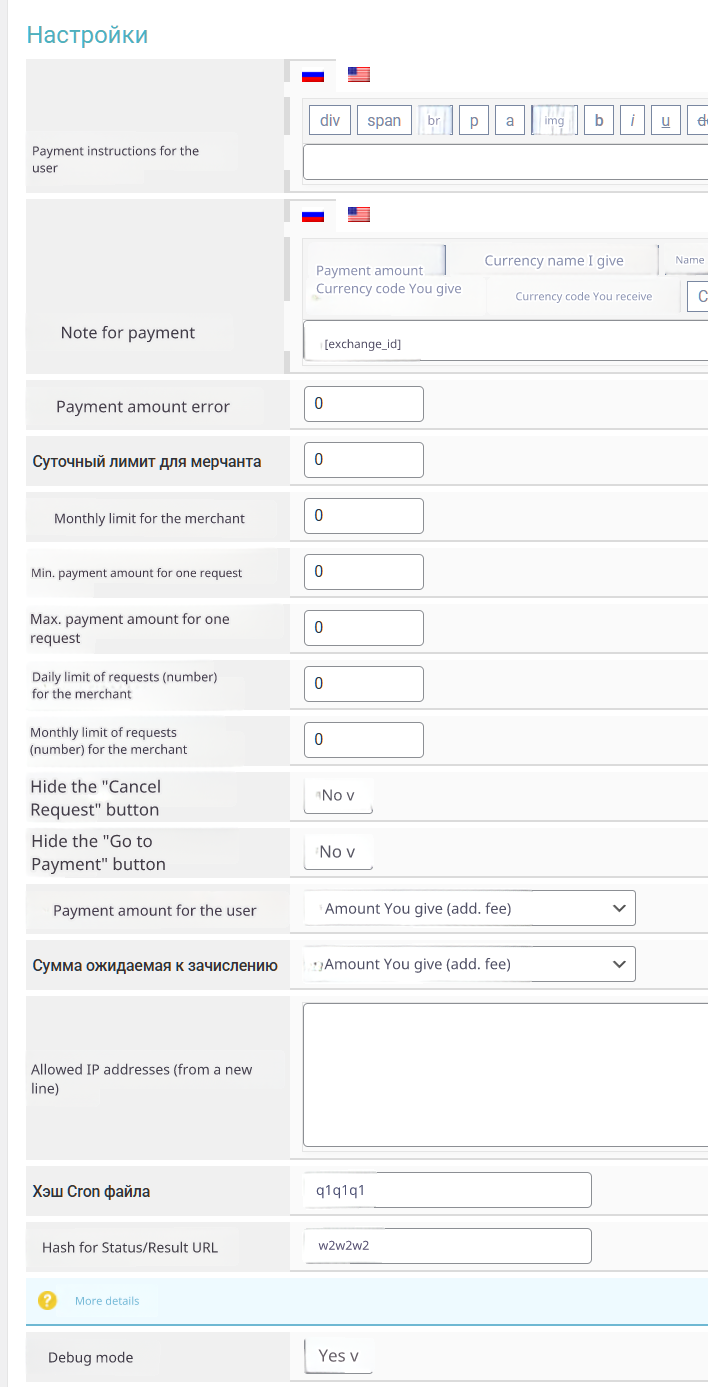 Настройки
div span br p a img b i u
Payment instructions for the
user
Payment amount Currency name I give Name
Currency code You give Currency code You receive C
Note for payment
[exchange_id]
Payment amount error 0
Суточный лимит для мерчанта 0
Monthly limit for the merchant 0
Min. payment amount for one request 0
Max. payment amount for one
request
0
Daily limit of requests (number)
for the merchant
0
Monthly limit of requests
(number) for the merchant
0
Hide the "Cancel
Request" button
No v
Hide the "Go to
Payment" button
No v
Payment amount for the user Amount You give (add. fee)
Сумма ожидаемая к зачислению Amount You give (add. fee)
Allowed IP addresses (from a new
line)
Хэш Cron файла q1q1q1
Hash for Status/Result URL w2w2w2
? More details
Debug mode Yes v